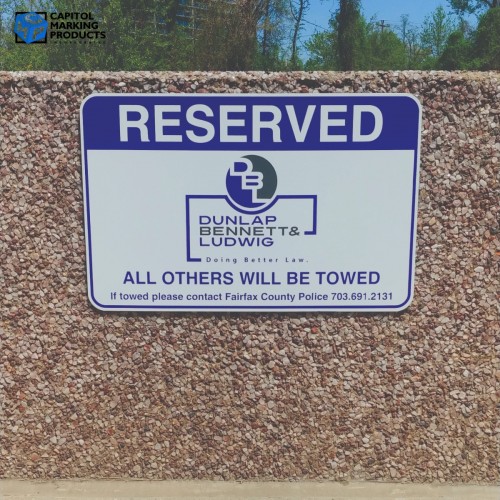 CAPITOL
MARKING
PRODUCTS
RESERVED
DBL
DUNLAP
BENNETT&
LUDWIG
Doing Better Law.
ALL OTHERS WILL BE TOWED
If towed please contact Fairfax County Police 703.691.2131